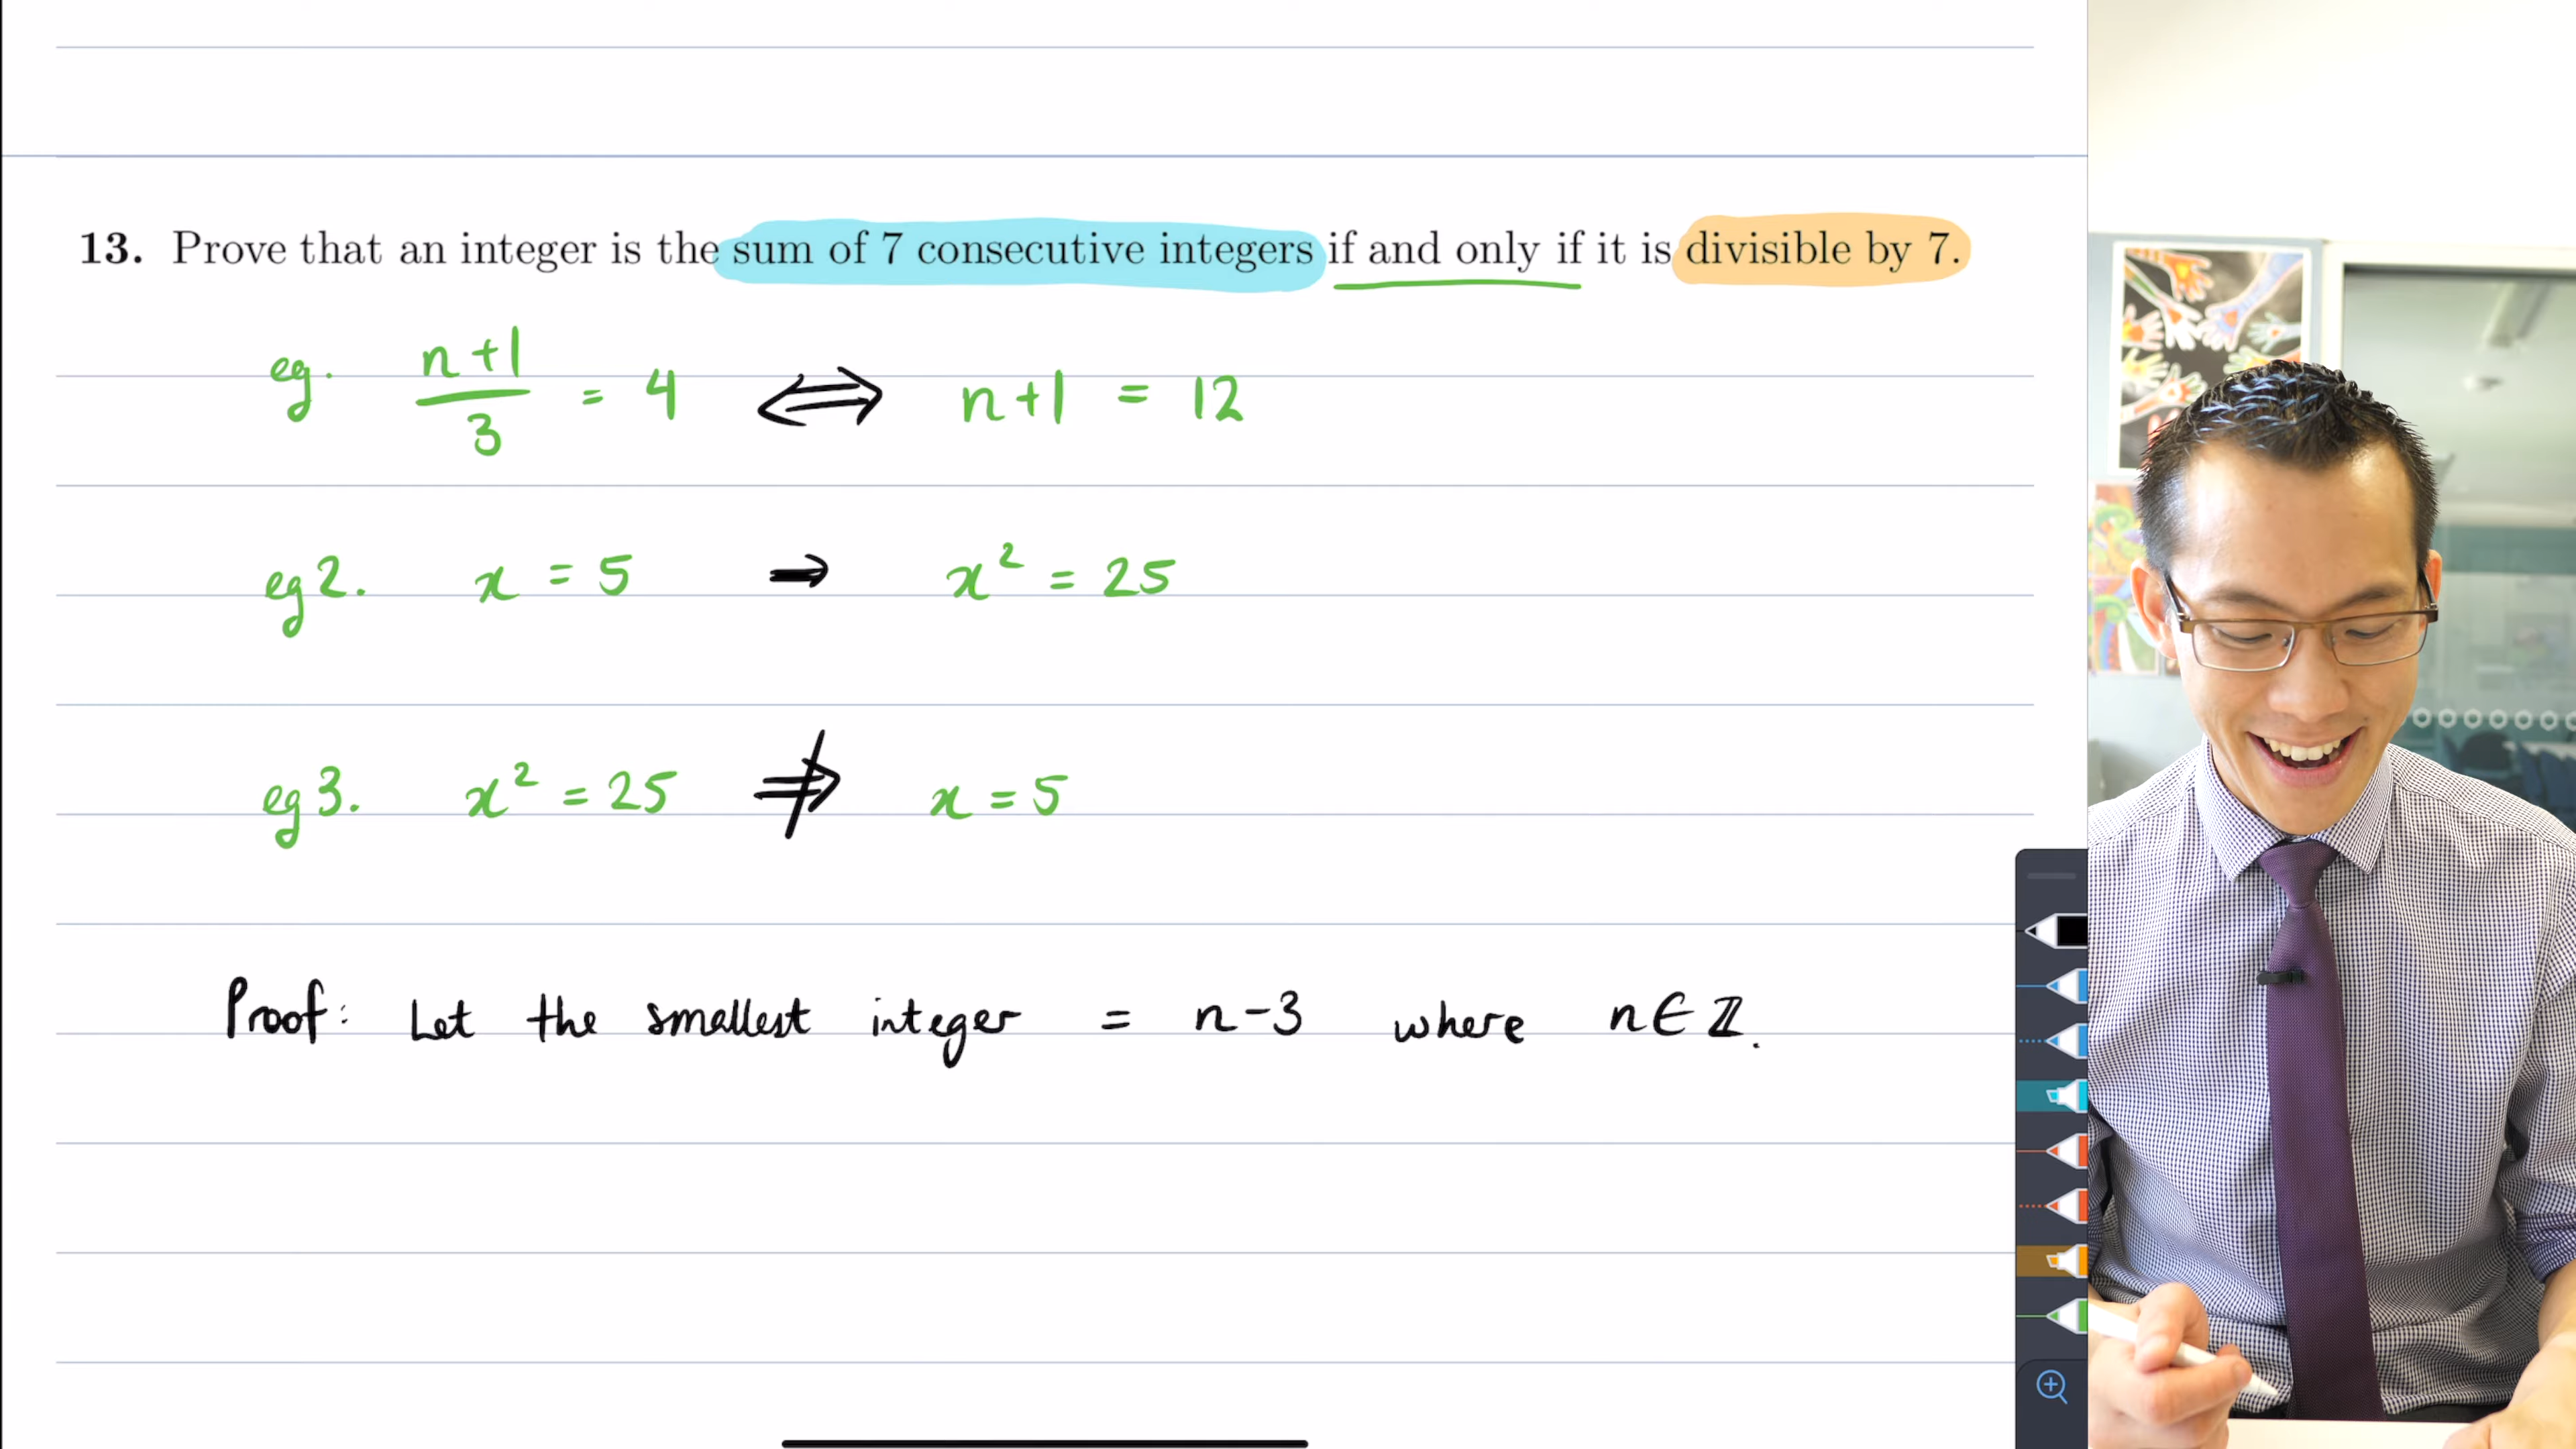 13. Prove that an integer is the sum of 7 consecutive integers if and only if it is divisible by 7.
eg. n+1/3 = 4 ⟺ n+1 = 12
eg2. x = 5 ⇒ x² = 25
eg3. x² = 25 ⇏ x = 5
Proof: Let the smallest integer = n-3 where n∈ℤ.